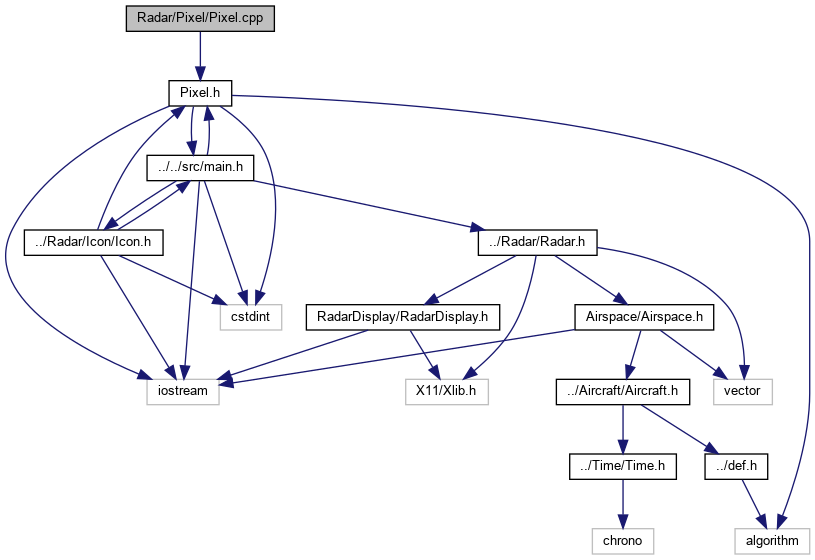 Radar/Pixel/Pixel.cpp
Pixel.h
../../src/main.h
../Radar/Icon/Icon.h
../Radar/Radar.h
cstdint
RadarDisplay/RadarDisplay.h
Airspace/Airspace.h
iostream
X11/Xlib.h
../Aircraft/Aircraft.h
vector
../Time/Time.h
../def.h
chrono
algorithm